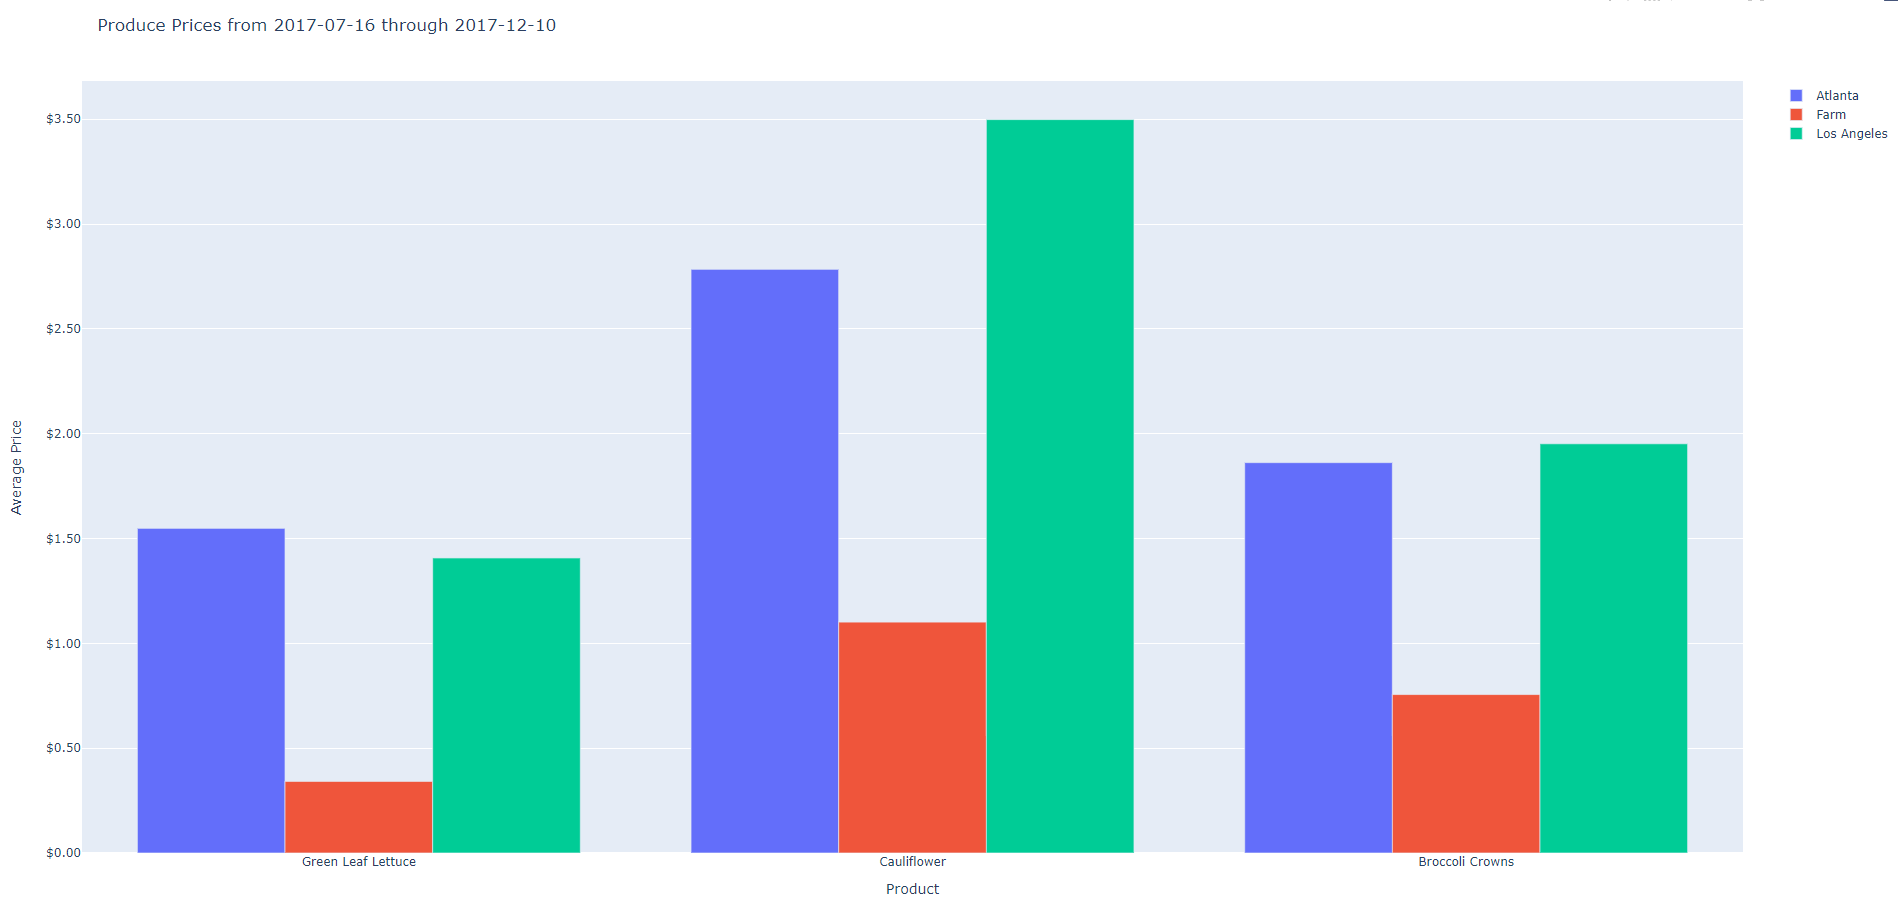 Produce Prices from 2017-07-16 through 2017-12-10
Atlanta
Farm
Los Angeles
$3.50
$3.00
$2.50
$2.00
$1.50
$1.00
$0.50
$0.00
Average Price
Green Leaf Lettuce
Cauliflower
Broccoli Crowns
Product